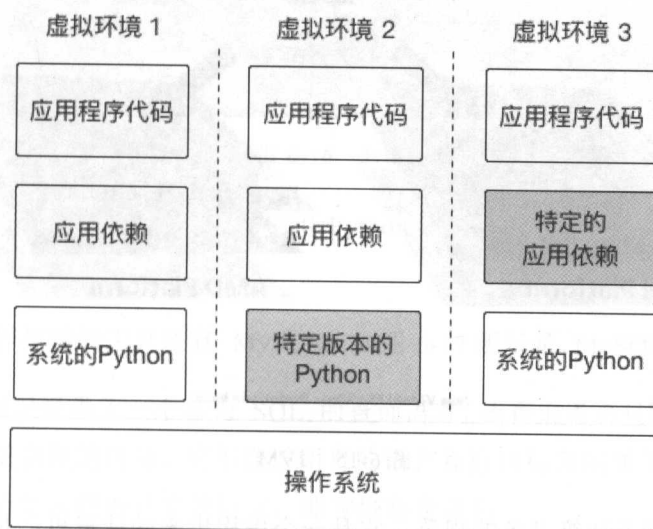 虚拟环境 1
虚拟环境 2
虚拟环境 3
应用程序代码
应用程序代码
应用程序代码
应用依赖
应用依赖
特定的
应用依赖
系统的Python
特定版本的
Python
系统的Python
操作系统